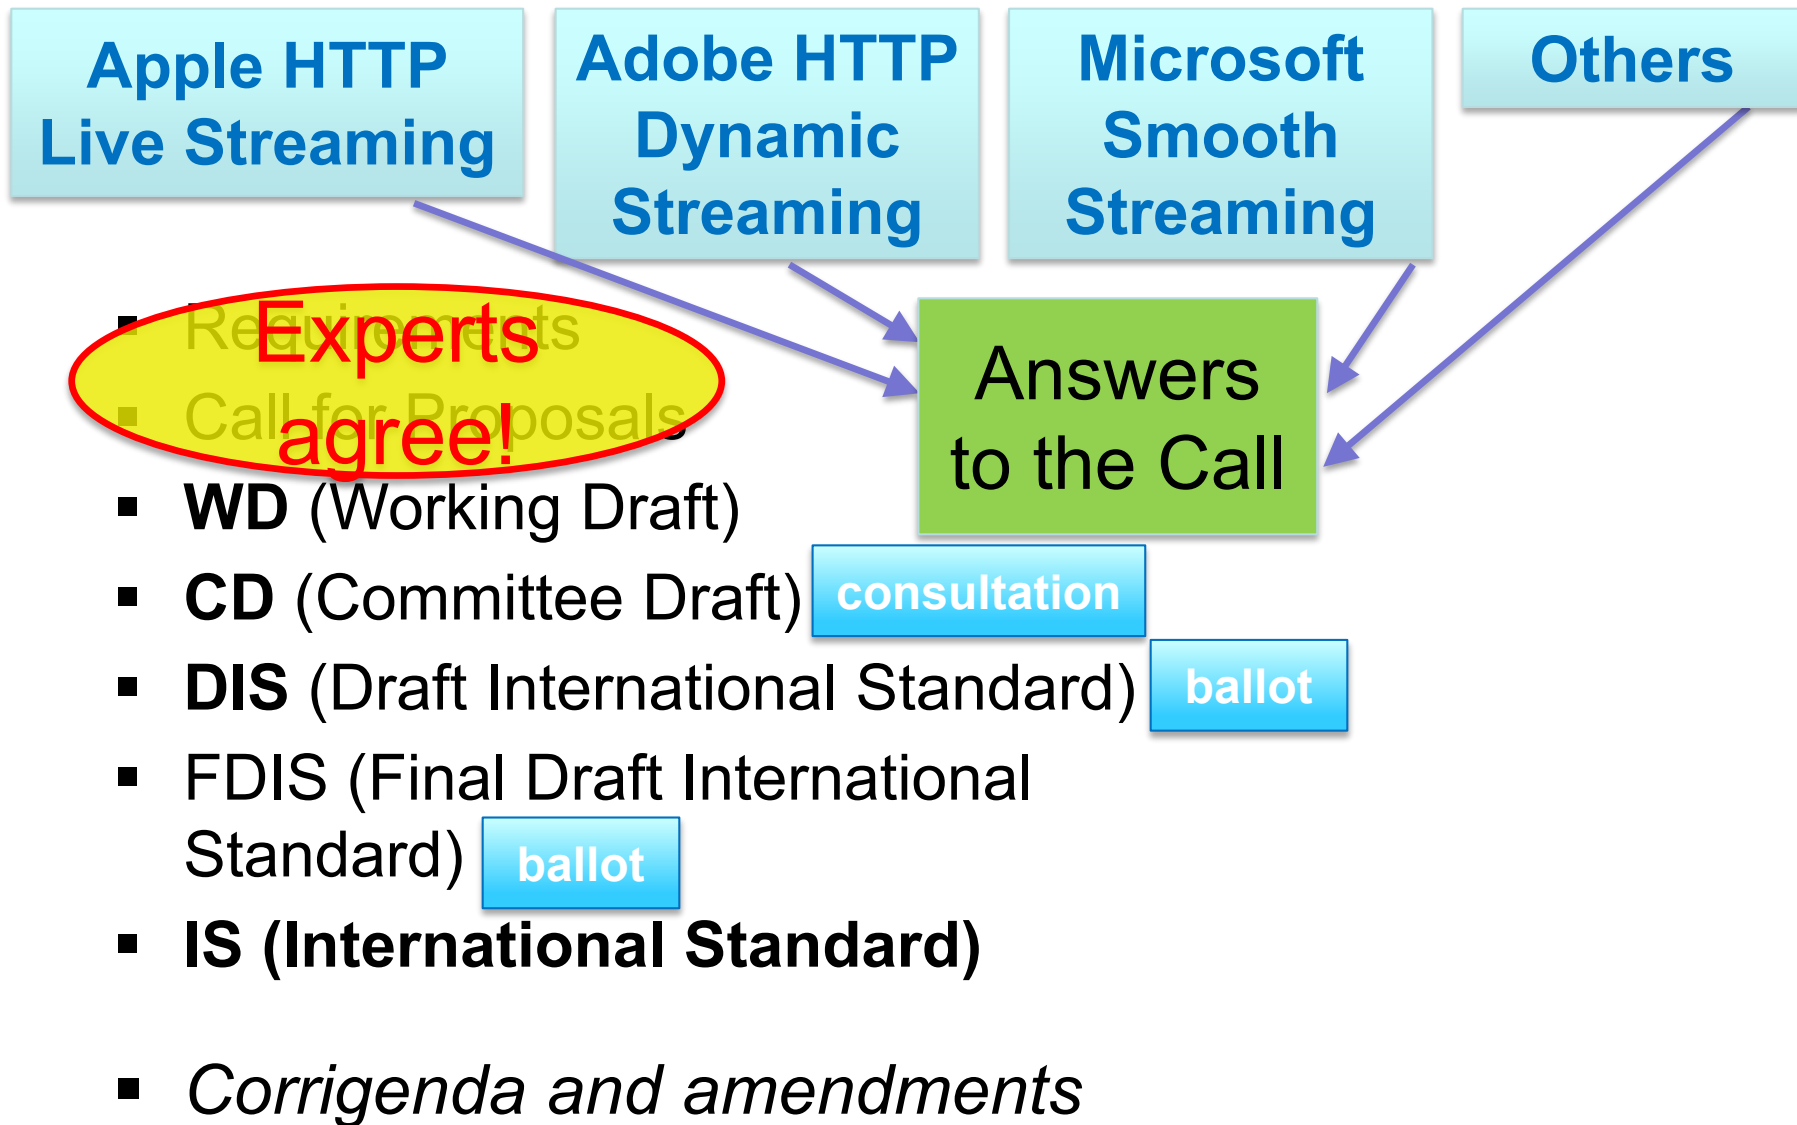 Apple HTTP
Live Streaming
Adobe HTTP
Dynamic
Streaming
Microsoft
Smooth
Streaming
Others
▪ Requirements
▪ Call for Proposals
Experts
agree!
Answers
to the Call
▪ WD (Working Draft)
▪ CD (Committee Draft)
consultation
▪ DIS (Draft International Standard)
ballot
▪ FDIS (Final Draft International
Standard)
ballot
▪ IS (International Standard)
▪ Corrigenda and amendments